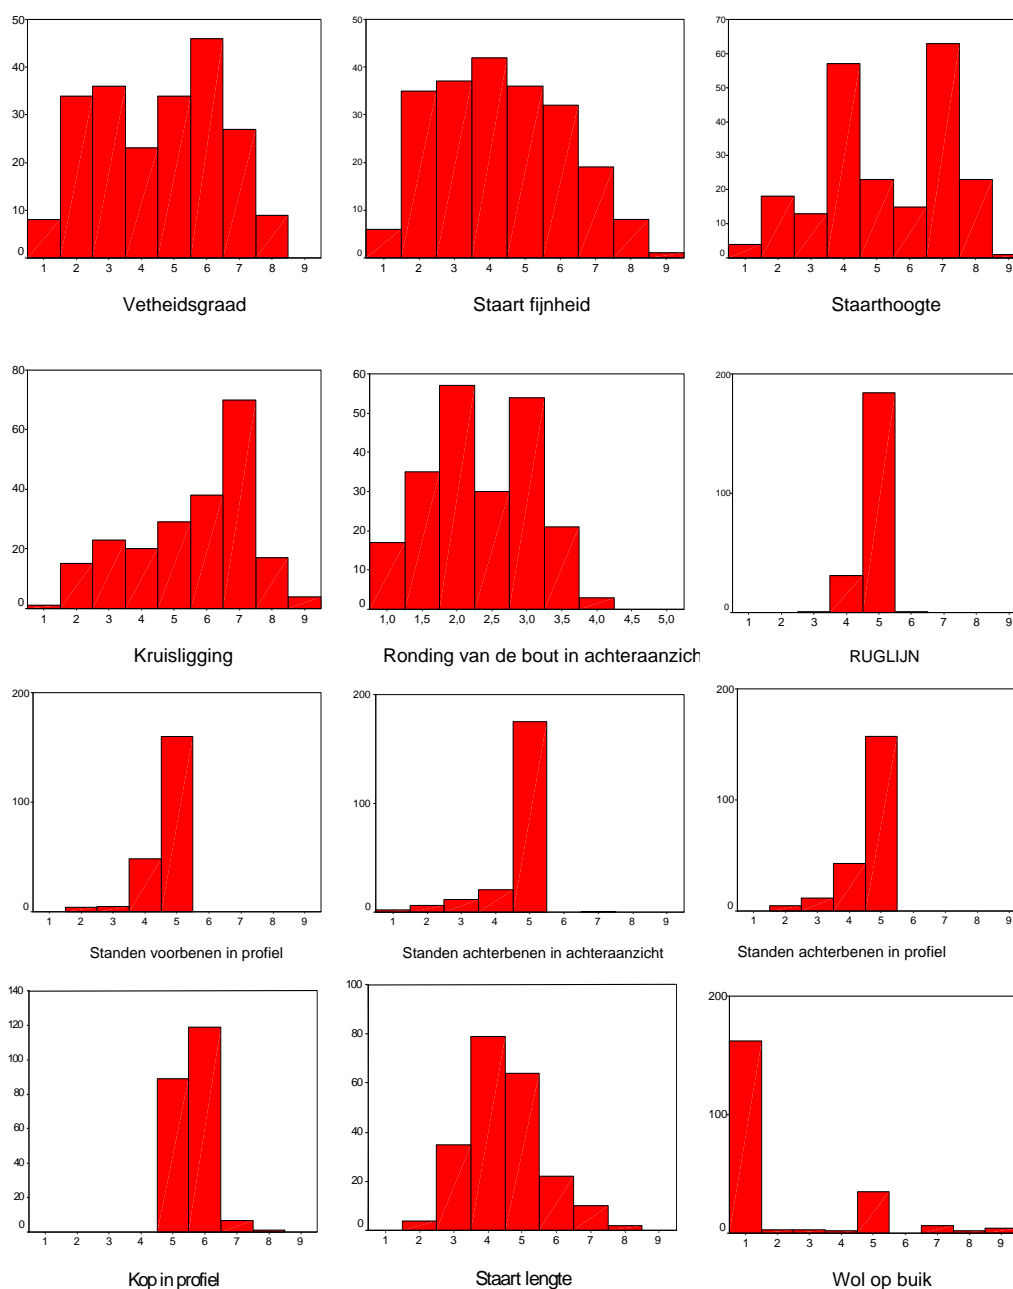 50
40
30
20
10
0
1 2 3 4 5 6 7 8 9
Vetheidsgraad
50
40
30
20
10
0
1 2 3 4 5 6 7 8 9
Staart fijnheid
70
60
50
40
30
20
10
0
1 2 3 4 5 6 7 8 9
Staarthoogte
80
60
40
20
0
1 2 3 4 5 6 7 8 9
Kruisligging
60
50
40
30
20
10
0
1,0 1,5 2,0 2,5 3,0 3,5 4,0 4,5 5,0
Ronding van de bout in achteraanzich
200
100
0
1 2 3 4 5 6 7 8 9
RUGLIJN
200
100
0
1 2 3 4 5 6 7 8 9
Standen voorbenen in profiel
200
100
0
1 2 3 4 5 6 7 8 9
Standen achterbenen in achteraanzicht
200
100
0
1 2 3 4 5 6 7 8 9
Standen achterbenen in profiel
140
120
100
80
60
40
20
0
1 2 3 4 5 6 7 8 9
Kop in profiel
100
80
60
40
20
0
1 2 3 4 5 6 7 8 9
Staart lengte
200
100
0
1 2 3 4 5 6 7 8 9
Wol op buik